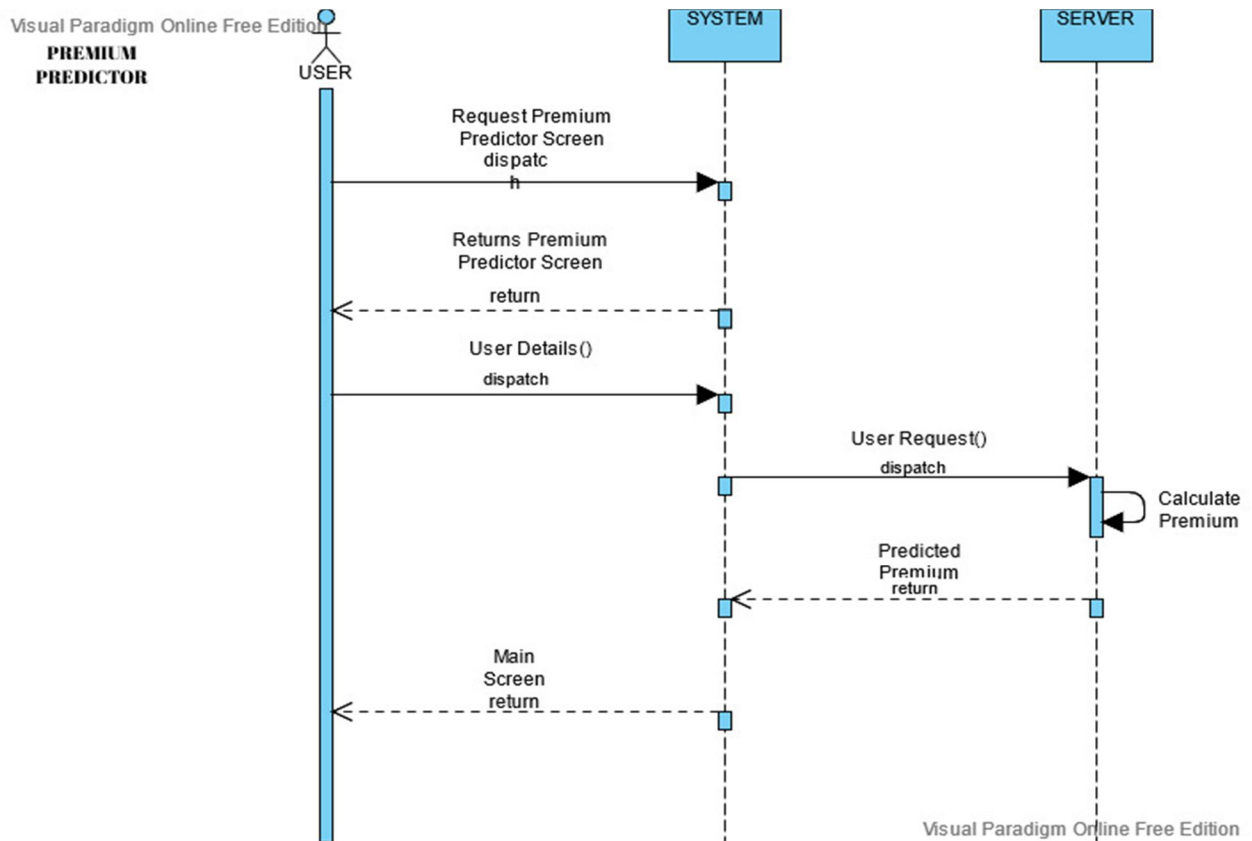 Visual Paradigm Online Free Edition
PREMIUM
PREDICTOR
USER
SYSTEM
SERVER
Request Premium
Predictor Screen
dispatc
h
Returns Premium
Predictor Screen
return
User Details()
dispatch
User Request()
dispatch
Calculate
Premium
Predicted
Premium
return
Main
Screen
return
Visual Paradigm Online Free Edition